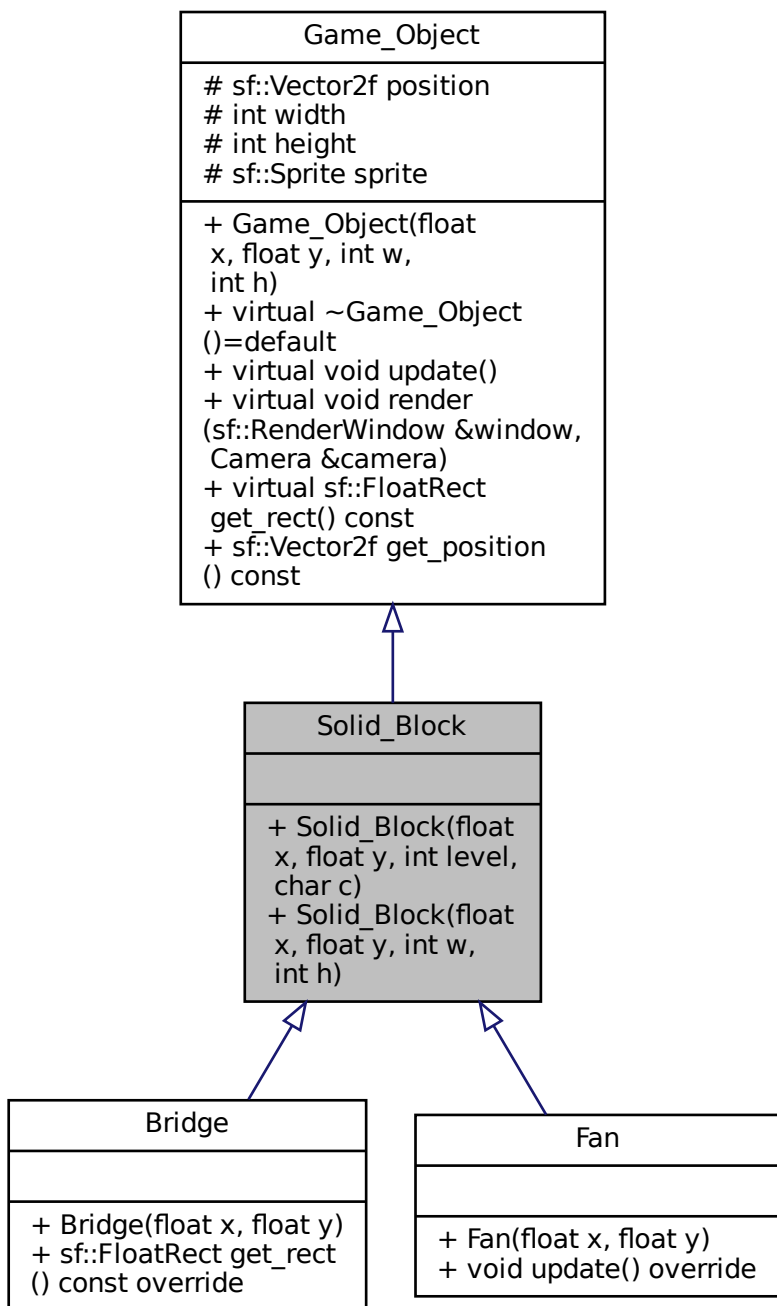 Game_Object
# sf::Vector2f position
# int width
# int height
# sf::Sprite sprite
+ Game_Object(float
x, float y, int w,
int h)
+ virtual ~Game_Object
()=default
+ virtual void update()
+ virtual void render
(sf::RenderWindow &window,
Camera &camera)
+ virtual sf::FloatRect
get_rect() const
+ sf::Vector2f get_position
() const
Solid_Block
+ Solid_Block(float
x, float y, int level,
char c)
+ Solid_Block(float
x, float y, int w,
int h)
Bridge
+ Bridge(float x, float y)
+ sf::FloatRect get_rect
() const override
Fan
+ Fan(float x, float y)
+ void update() override